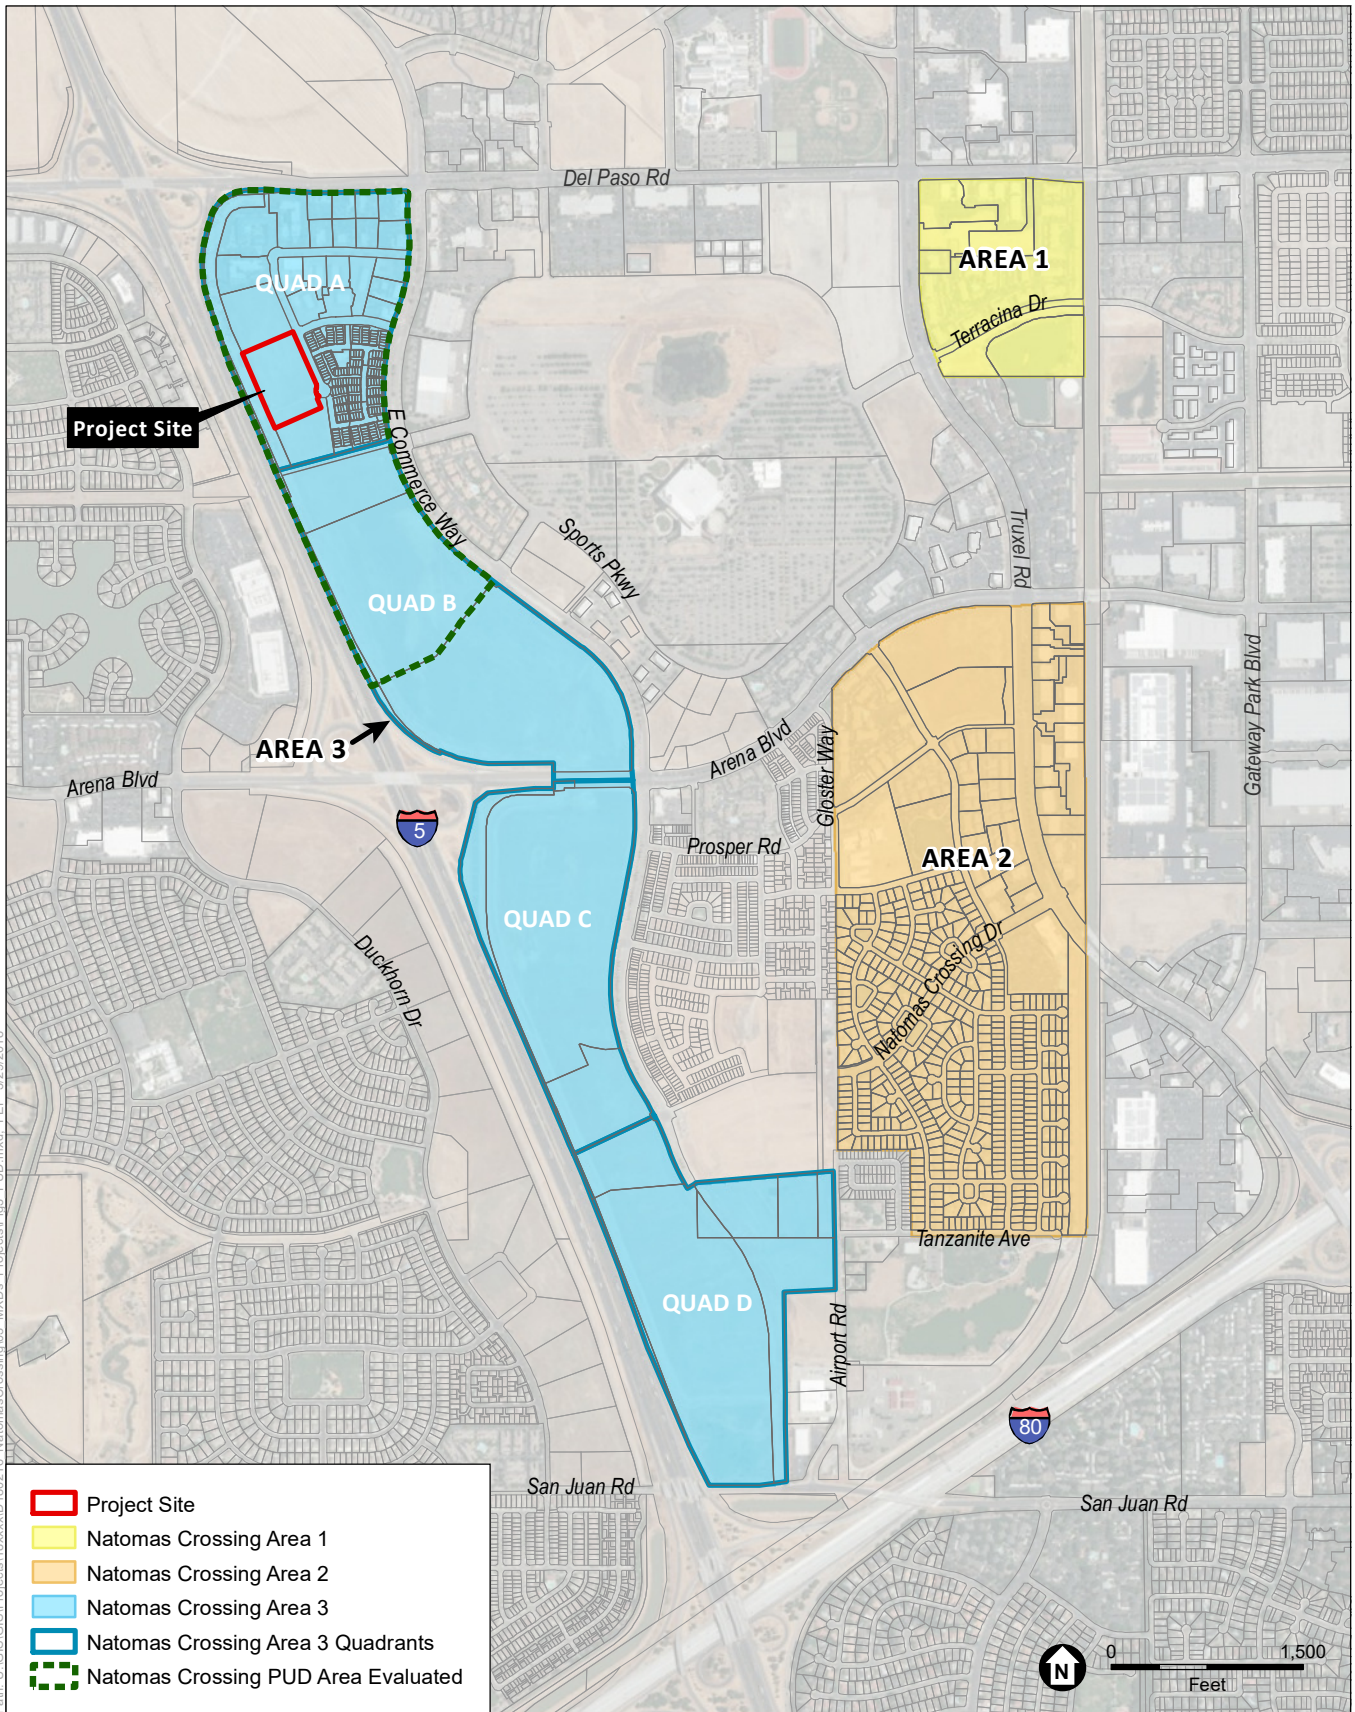 Del Paso Rd
AREA 1
QUAD A
Terracina Dr
Project Site
E Commerce Way
Sports Pkwy
Truxel Rd
QUAD B
Gateway Park Blvd
AREA 3
Arena Blvd
Arena Blvd
Gloster Way
5
Prosper Rd
AREA 2
QUAD C
Duckhorn Dr
Natomas Crossing Dr
Tanzanite Ave
QUAD D
Airport Rd
80
San Juan Rd
San Juan Rd
Project Site
Natomas Crossing Area 1
Natomas Crossing Area 2
Natomas Crossing Area 3
Natomas Crossing Area 3 Quadrants
Natomas Crossing PUD Area Evaluated
N
0 1,500
Feet